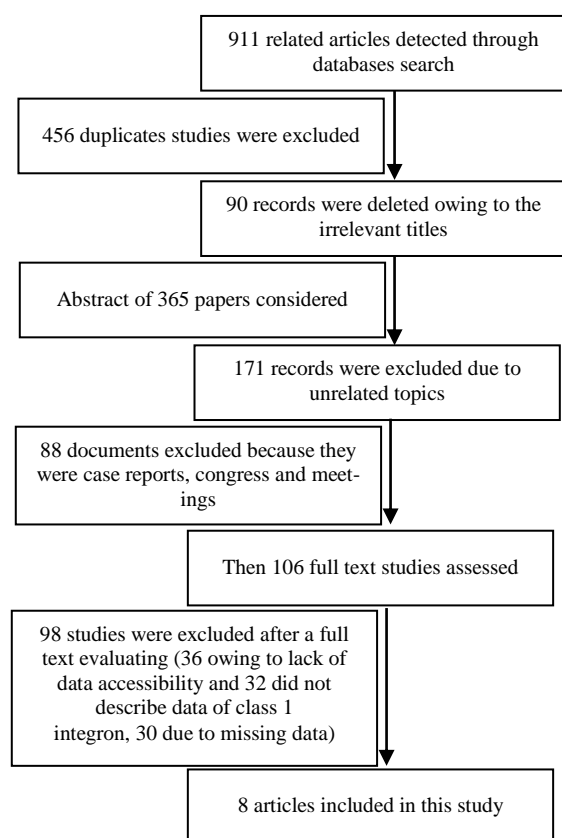 911 related articles detected through
databases search
456 duplicates studies were excluded
90 records were deleted owing to the
irrelevant titles
Abstract of 365 papers considered
171 records were excluded due to
unrelated topics
88 documents excluded because they
were case reports, congress and meet-
ings
Then 106 full text studies assessed
98 studies were excluded after a full
text evaluating (36 owing to lack of
data accessibility and 32 did not
describe data of class 1
integron, 30 due to missing data)
8 articles included in this study